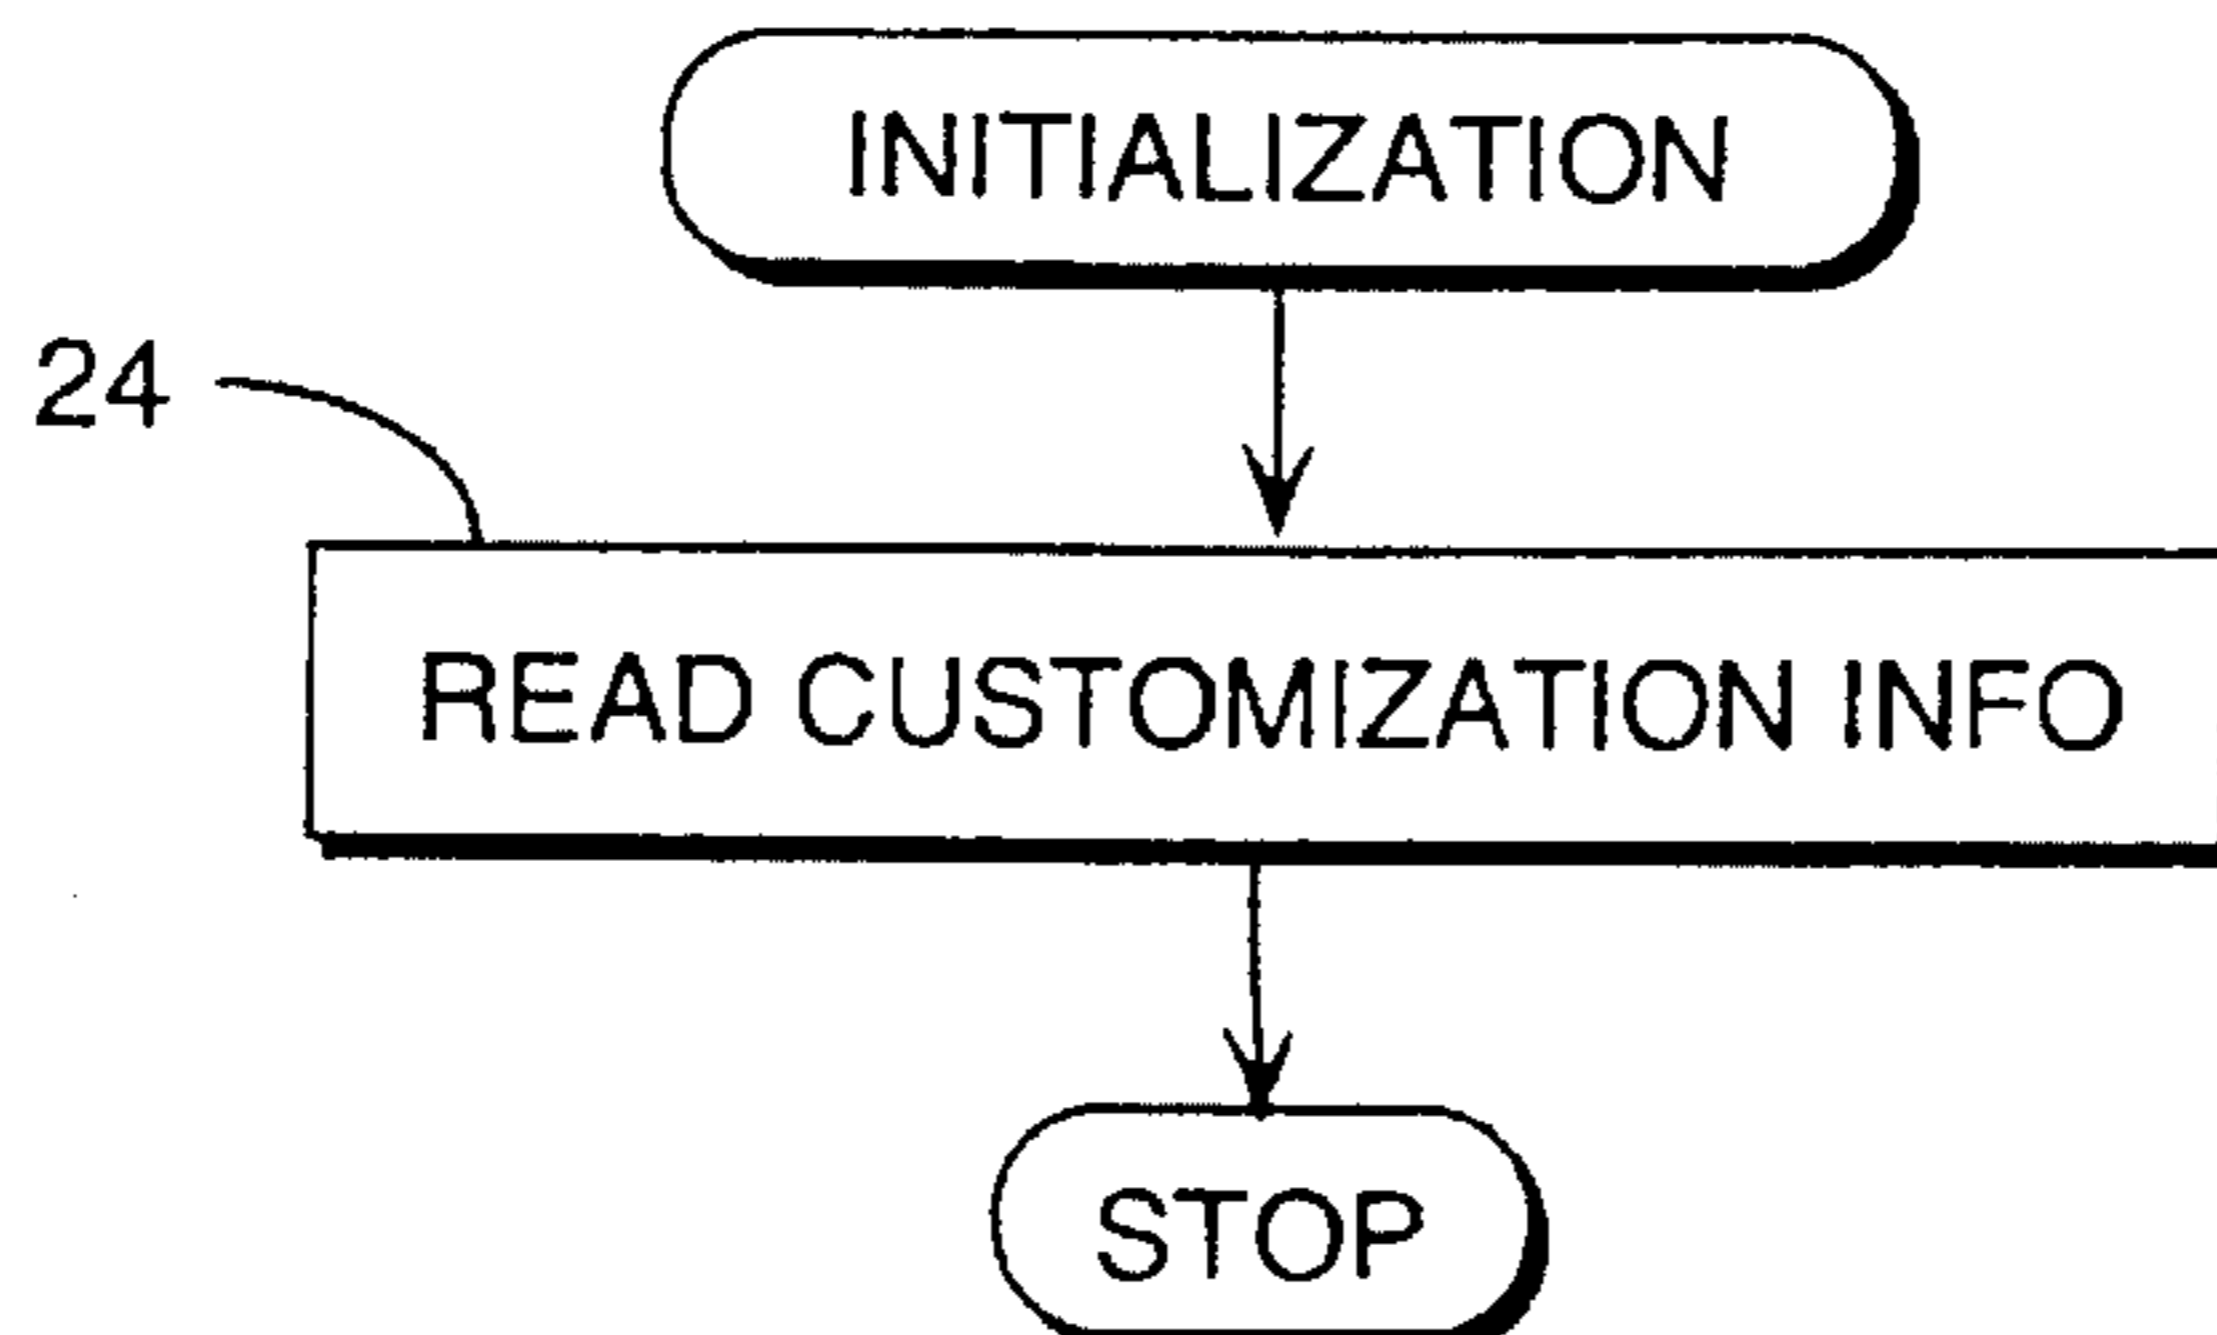 INITIALIZATION
24
READ CUSTOMIZATION INFO
STOP